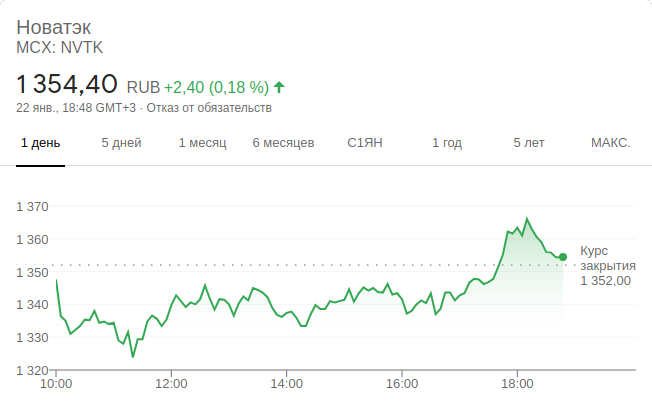 Новатэк
MCX: NVTK
1 354,40 RUB +2,40 (0,18 %)
22 янв., 18:48 GMT+3 · Отказ от обязательств
1 день 5 дней 1 месяц 6 месяцев С1ЯН 1 год 5 лет МАКС.
1 370
1 360
1 350
1 340
1 330
1 320
Курс
закрытия
1 352,00
10:00 12:00 14:00 16:00 18:00